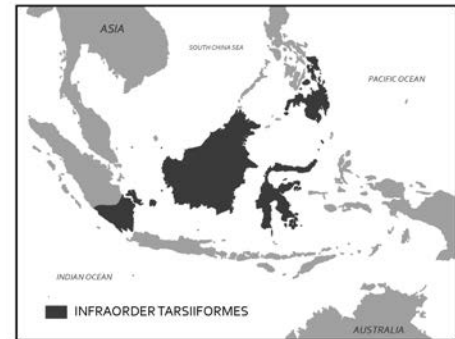 ASIA
SOUTH CHINA SEA
PACIFIC OCEAN
INDIAN OCEAN
INFRAORDER TARSIIFORMES
AUSTRALIA